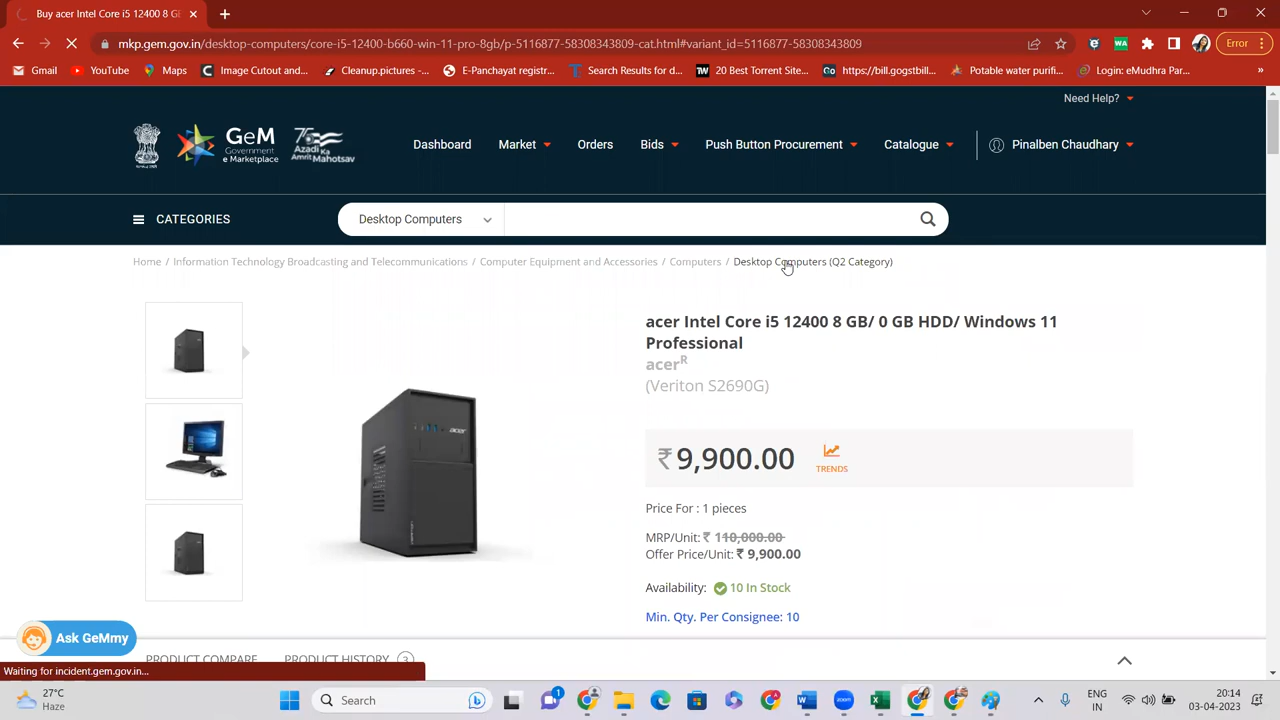 Buy acer Intel Core i5 12400 8 G
mkp.gem.gov.in/desktop-computers/core-i5-12400-b660-win-11-pro-8gb/p-5116877-58308343809-cat.html#variant_id=5116877-58308343809
Error
Gmail YouTube Maps Image Cutout and... Cleanup.pictures -... E-Panchayat registr... Search Results for d... 20 Best Torrent Site... https://bill.gogstbill... Potable water purifi... Login: eMudhra Par... »
Need Help?
GeM
Government
e Marketplace
75
Azadi Ka
Amrit Mahotsav
Dashboard Market Orders Bids Push Button Procurement Catalogue Pinalben Chaudhary
CATEGORIES Desktop Computers
Home / Information Technology Broadcasting and Telecommunications / Computer Equipment and Accessories / Computers / Desktop Computers (Q2 Category)
acer Intel Core i5 12400 8 GB/ 0 GB HDD/ Windows 11
Professional
acerR
(Veriton S2690G)
acer
₹ 9,900.00
TRENDS
Price For : 1 pieces
MRP/Unit: ₹ 110,000.00
Offer Price/Unit: ₹ 9,900.00
Availability: 10 In Stock
Min. Qty. Per Consignee: 10
Ask GeMmy
PRODUCT COMPARE PRODUCT HISTORY 3
Waiting for incident.gem.gov.in...
27°C
Haze
Search
1
ENG
IN
20:14
03-04-2023